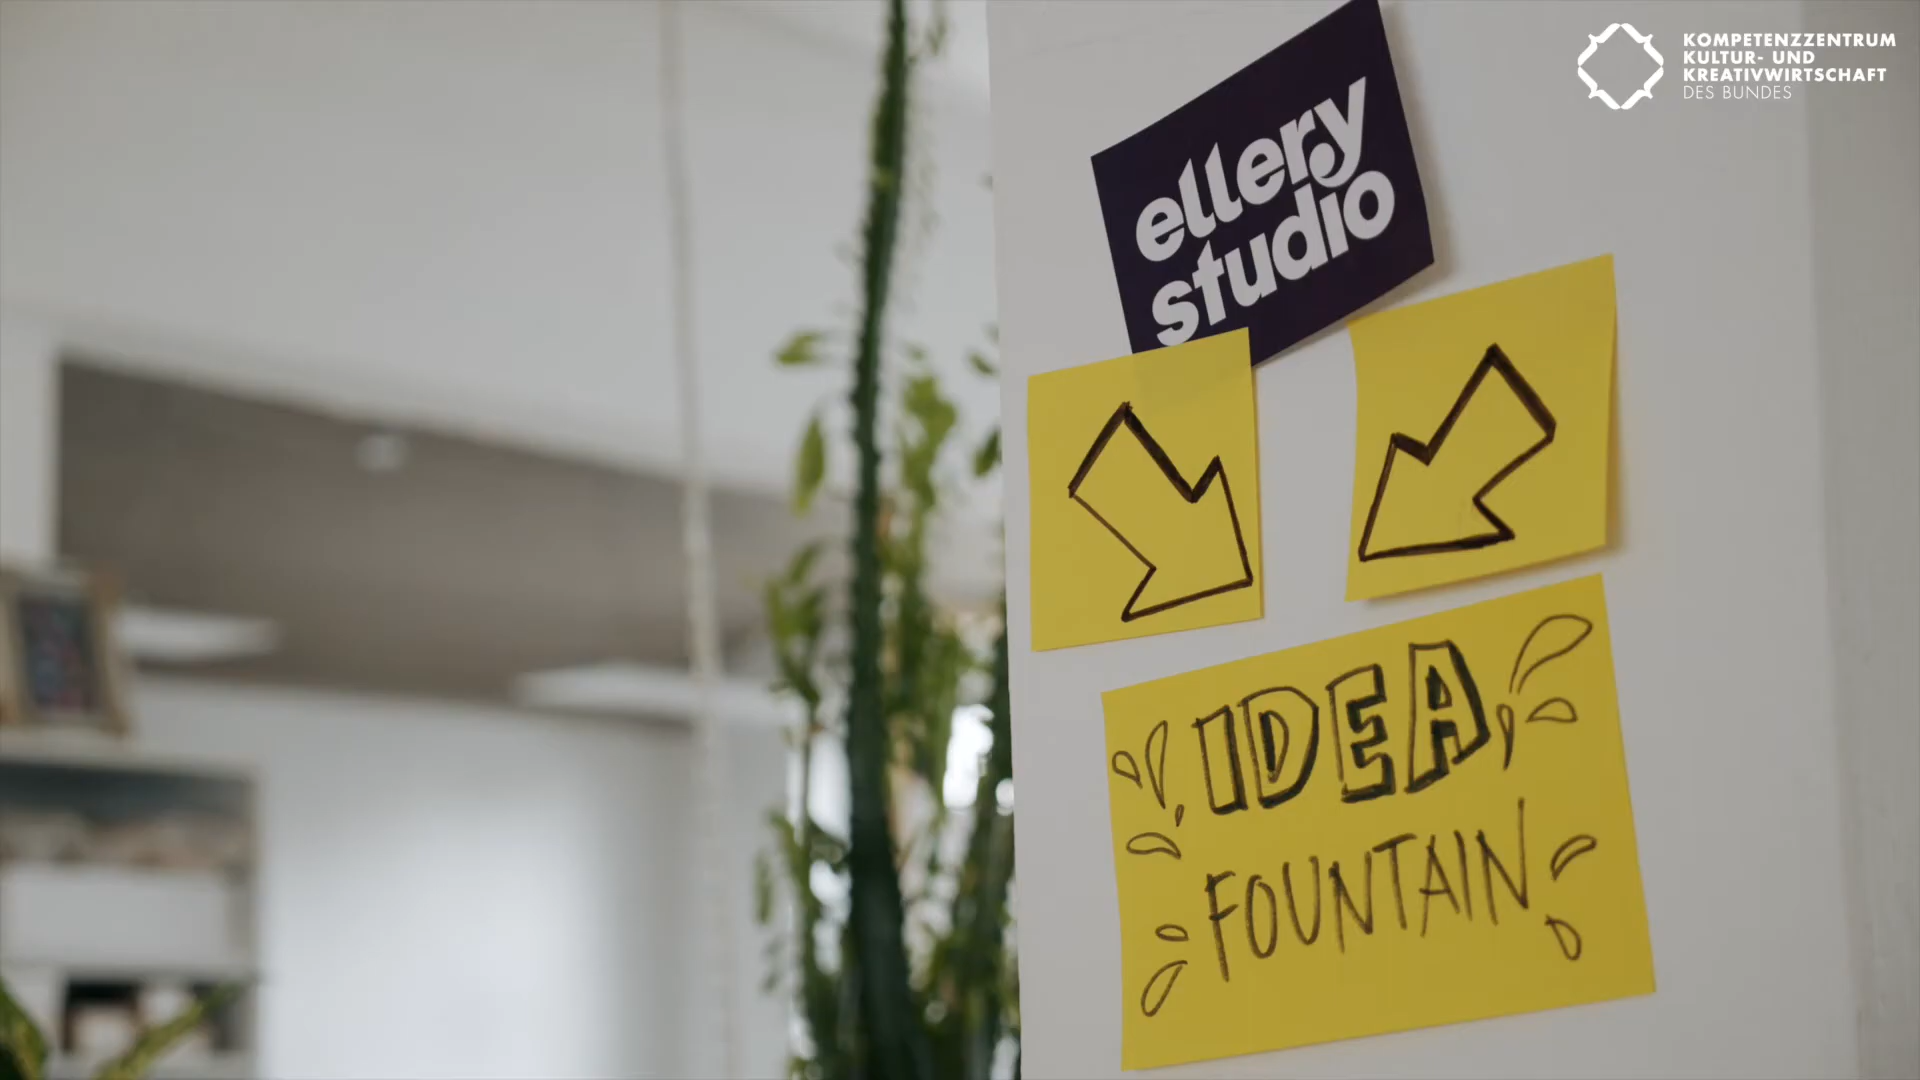 KOMPETENZZENTRUM
KULTUR- UND
KREATIVWIRTSCHAFT
DES BUNDES
ellery
studio
IDEA
FOUNTAIN